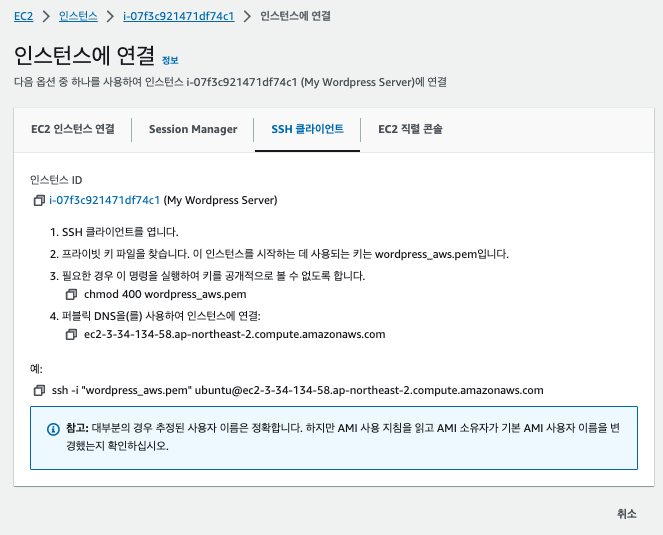 EC2 > 인스턴스 > i-07f3c921471df74c1 > 인스턴스에 연결
인스턴스에 연결 정보
다음 옵션 중 하나를 사용하여 인스턴스 i-07f3c921471df74c1 (My Wordpress Server)에 연결
EC2 인스턴스 연결 Session Manager SSH 클라이언트 EC2 직렬 콘솔
인스턴스 ID
i-07f3c921471df74c1 (My Wordpress Server)
1. SSH 클라이언트를 엽니다.
2. 프라이빗 키 파일을 찾습니다. 이 인스턴스를 시작하는 데 사용되는 키는 wordpress_aws.pem입니다.
3. 필요한 경우 이 명령을 실행하여 키를 공개적으로 볼 수 없도록 합니다.
chmod 400 wordpress_aws.pem
4. 퍼블릭 DNS을(를) 사용하여 인스턴스에 연결:
ec2-3-34-134-58.ap-northeast-2.compute.amazonaws.com
예:
ssh -i "wordpress_aws.pem" ubuntu@ec2-3-34-134-58.ap-northeast-2.compute.amazonaws.com
참고: 대부분의 경우 추정된 사용자 이름은 정확합니다. 하지만 AMI 사용 지침을 읽고 AMI 소유자가 기본 AMI 사용자 이름을 변
경했는지 확인하십시오.
취소